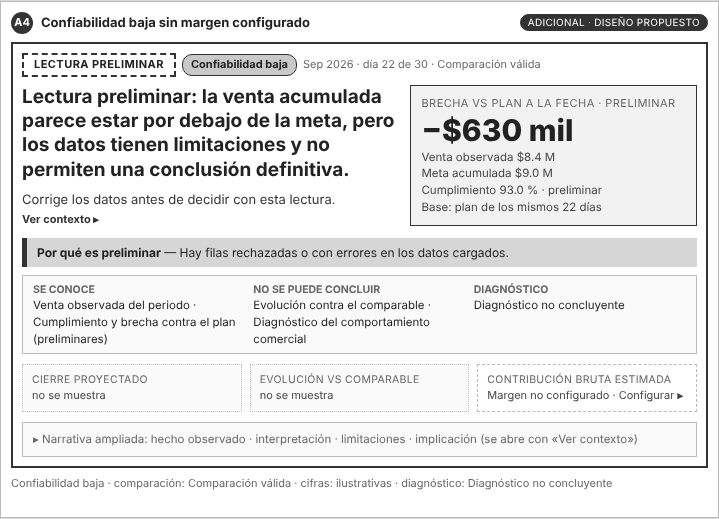 A4 Confiabilidad baja sin margen configurado
ADICIONAL · DISEÑO PROPUESTO
LECTURA PRELIMINAR Confiabilidad baja Sep 2026 · día 22 de 30 · Comparación válida
Lectura preliminar: la venta acumulada
parece estar por debajo de la meta, pero
los datos tienen limitaciones y no
permiten una conclusión definitiva.
Corrige los datos antes de decidir con esta lectura.
Ver contexto ▸
BRECHA VS PLAN A LA FECHA · PRELIMINAR
−$630 mil
Venta observada $8.4 M
Meta acumulada $9.0 M
Cumplimiento 93.0 % · preliminar
Base: plan de los mismos 22 días
Por qué es preliminar — Hay filas rechazadas o con errores en los datos cargados.
SE CONOCE
Venta observada del periodo ·
Cumplimiento y brecha contra el plan
(preliminares)
NO SE PUEDE CONCLUIR
Evolución contra el comparable ·
Diagnóstico del comportamiento
comercial
DIAGNÓSTICO
Diagnóstico no concluyente
CIERRE PROYECTADO
no se muestra
EVOLUCIÓN VS COMPARABLE
no se muestra
CONTRIBUCIÓN BRUTA ESTIMADA
Margen no configurado · Configurar ▸
▸ Narrativa ampliada: hecho observado · interpretación · limitaciones · implicación (se abre con «Ver contexto»)
Confiabilidad baja · comparación: Comparación válida · cifras: ilustrativas · diagnóstico: Diagnóstico no concluyente